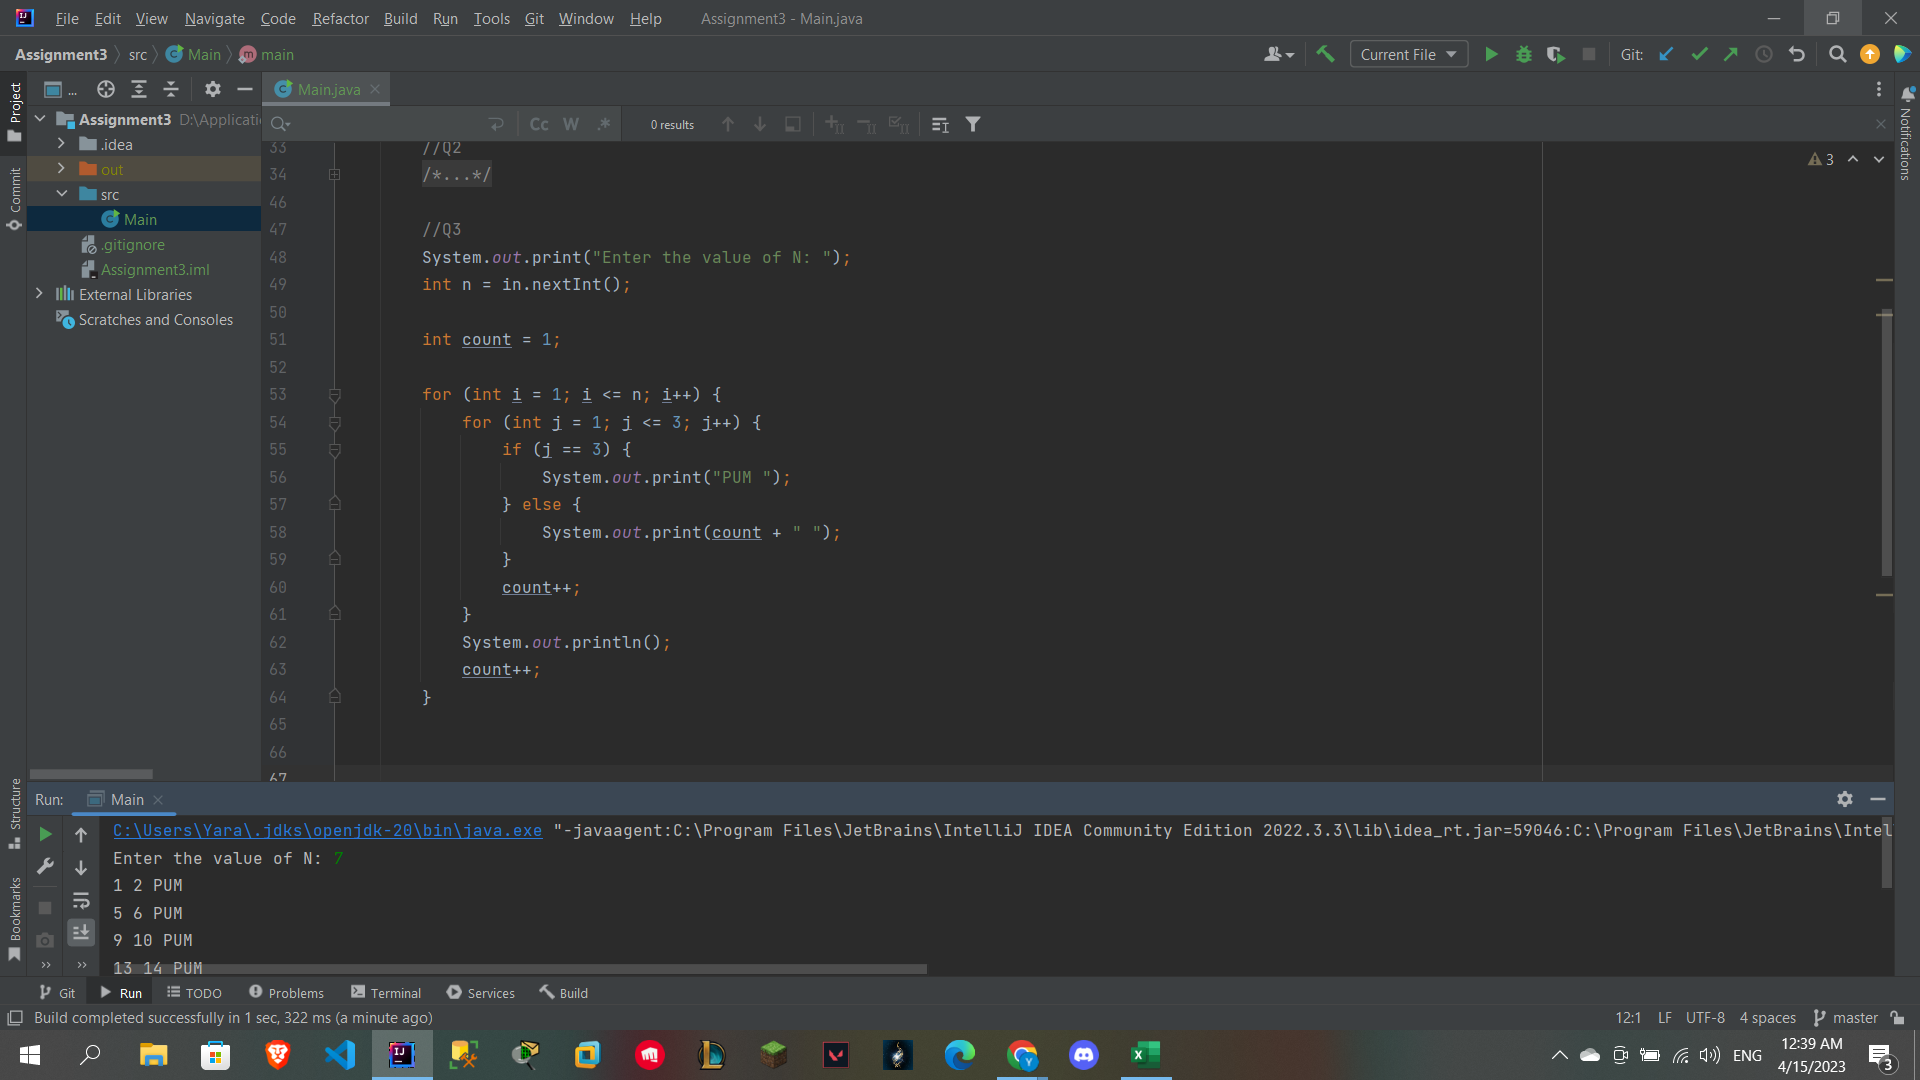 File Edit View Navigate Code Refactor Build Run Tools Git Window Help Assignment3 - Main.java
Assignment3 src Main main Current File Git:
Project ... Main.java
Assignment3 D:\Applicati
.idea
out
src
Main
.gitignore
Assignment3.iml
External Libraries
Scratches and Consoles
Commit
Structure
Bookmarks
Notifications
Cc W .* 0 results
3
33 //Q2
34 /*...*/
46
47 //Q3
48 System.out.print("Enter the value of N: ");
49 int n = in.nextInt();
50
51 int count = 1;
52
53 for (int i = 1; i <= n; i++) {
54 for (int j = 1; j <= 3; j++) {
55 if (j == 3) {
56 System.out.print("PUM ");
57 } else {
58 System.out.print(count + " ");
59 }
60 count++;
61 }
62 System.out.println();
63 count++;
64 }
65
66
67
Run: Main
C:\Users\Yara\.jdks\openjdk-20\bin\java.exe "-javaagent:C:\Program Files\JetBrains\IntelliJ IDEA Community Edition 2022.3.3\lib\idea_rt.jar=59046:C:\Program Files\JetBrains\Intel
Enter the value of N: 7
1 2 PUM
5 6 PUM
9 10 PUM
13 14 PUM
Git Run TODO Problems Terminal Services Build
Build completed successfully in 1 sec, 322 ms (a minute ago) 12:1 LF UTF-8 4 spaces master
ENG 12:39 AM
4/15/2023 3